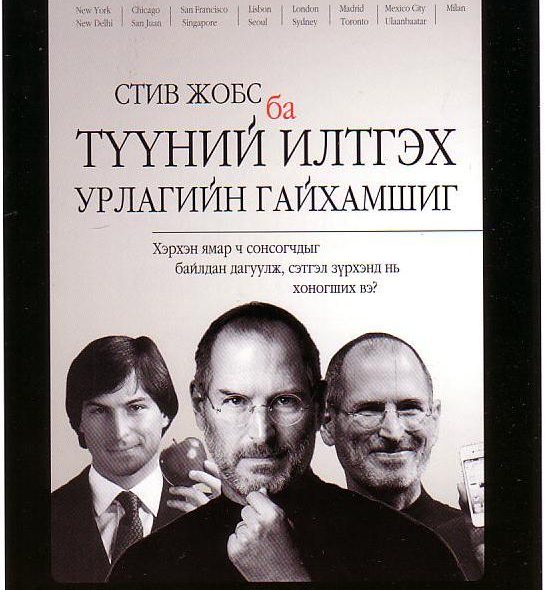 New York | Chicago | San Francisco | Lisbon | London | Madrid | Mexico City | Milan
New Delhi | San Juan | Singapore | Seoul | Sydney | Toronto | Ulaanbaatar |
СТИВ ЖОБС ба
ТҮҮНИЙ ИЛТГЭХ
УРЛАГИЙН ГАЙХАМШИГ
Хэрхэн ямар ч сонсогчдыг
байлдан дагуулж, сэтгэл зүрхэнд нь
хоногших вэ?